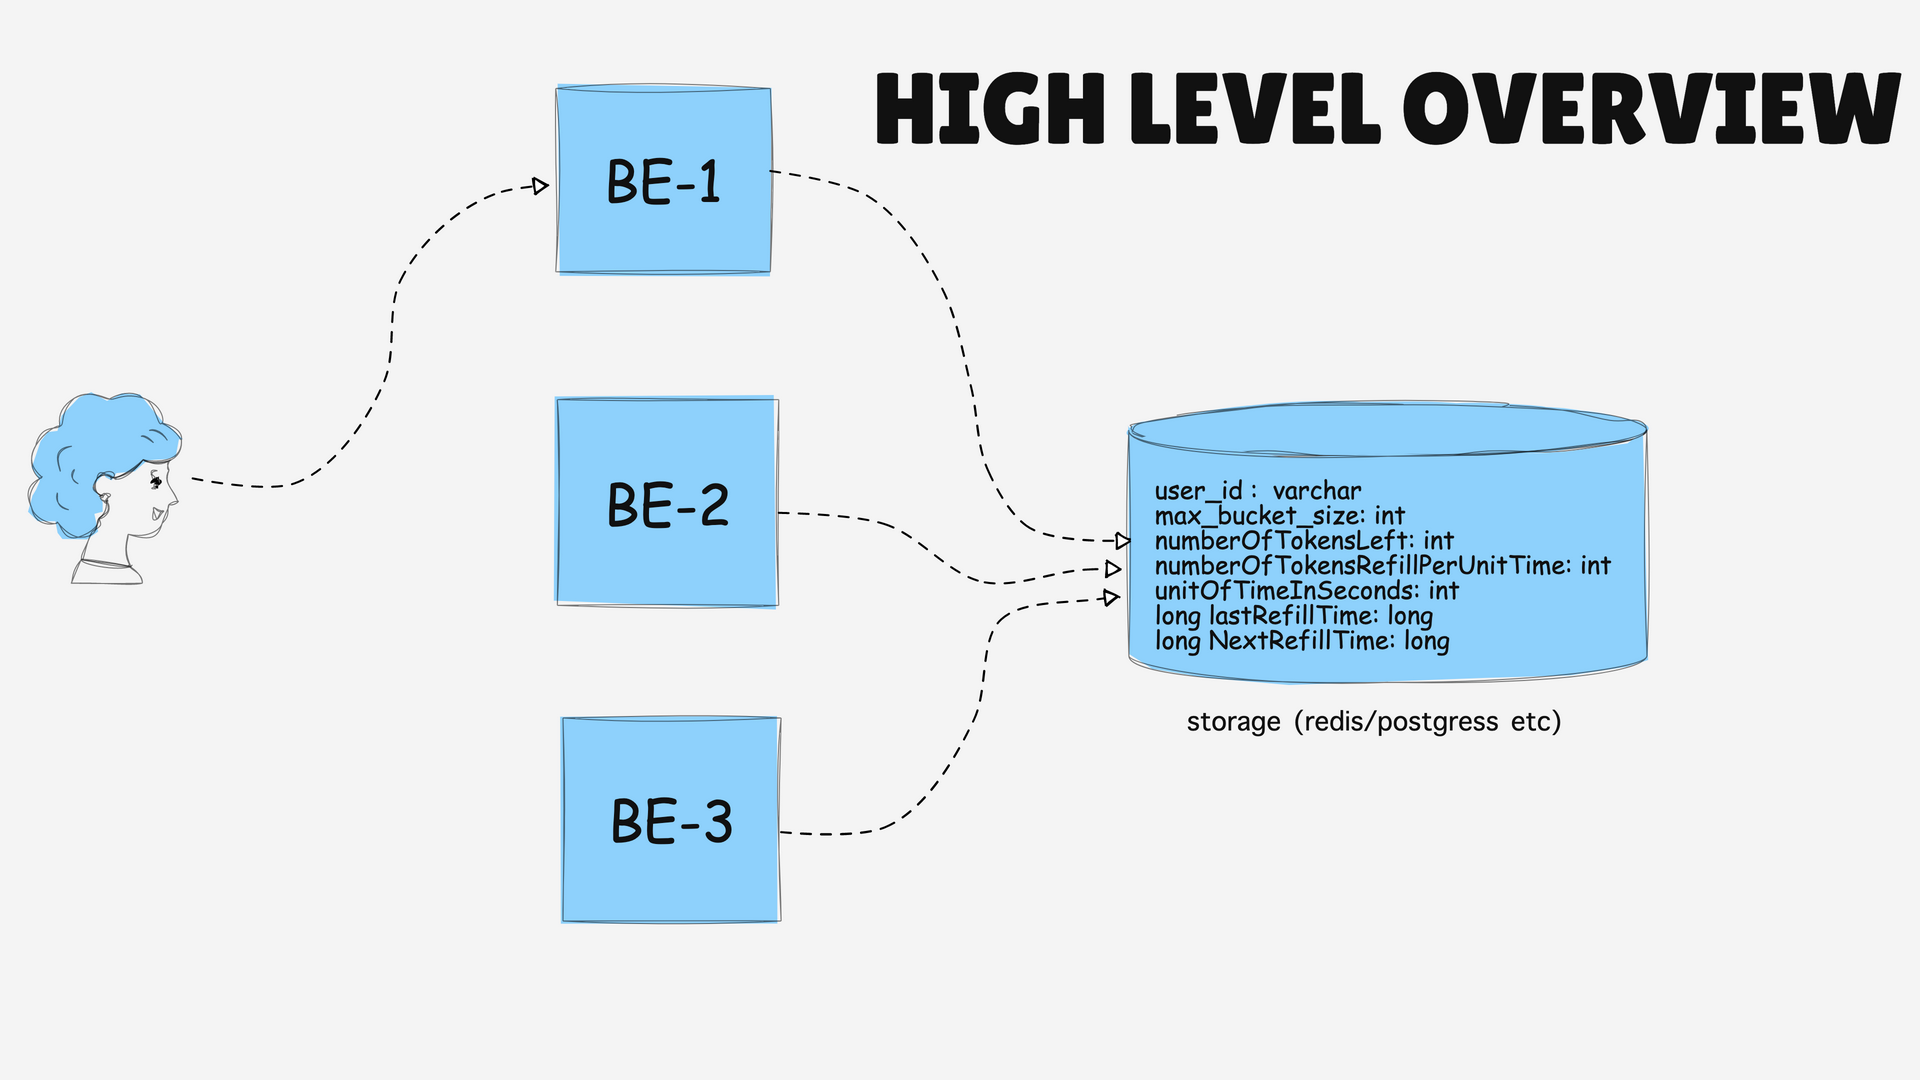 HIGH LEVEL OVERVIEW
BE-1
BE-2
BE-3
user_id : varchar
max_bucket_size: int
numberOfTokensLeft: int
numberOfTokensRefillPerUnitTime: int
unitOfTimeInSeconds: int
long lastRefillTime: long
long NextRefillTime: long
storage (redis/postgress etc)